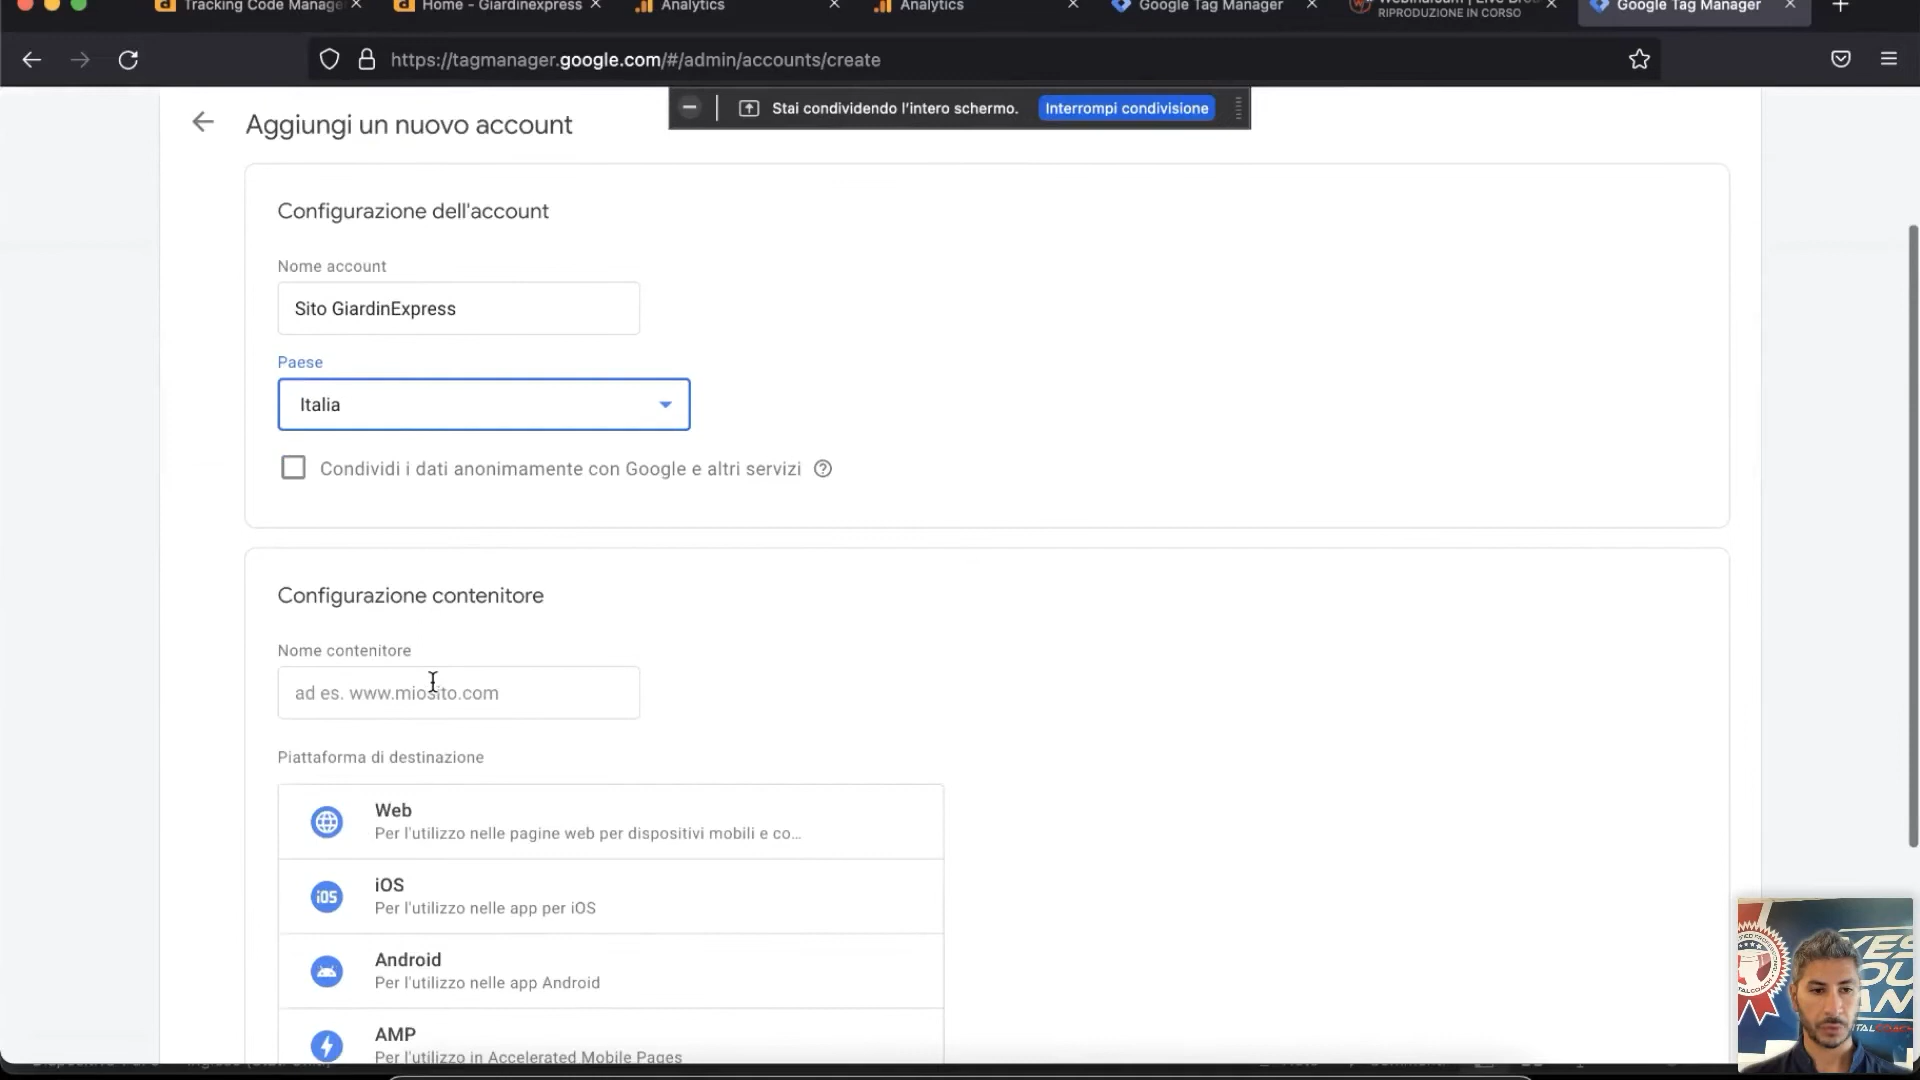 Tracking Code Manage
Home - Giardinexpress
Analytics
Analytics
Google Tag Manager
RIPRODUZIONE IN CORSO
Google Tag Manager
https://tagmanager.google.com/#/admin/accounts/create
Stai condividendo l'intero schermo.
Interrompi condivisione
Aggiungi un nuovo account
Configurazione dell'account
Nome account
Sito GiardinExpress
Paese
Italia
Condividi i dati anonimamente con Google e altri servizi
Configurazione contenitore
Nome contenitore
ad es. www.miosito.com
Piattaforma di destinazione
Web
Per l'utilizzo nelle pagine web per dispositivi mobili e co...
iOS
iOS
Per l'utilizzo nelle app per iOS
Android
Per l'utilizzo nelle app Android
AMP
Per l'utilizzo in Accelerated Mobile Pages